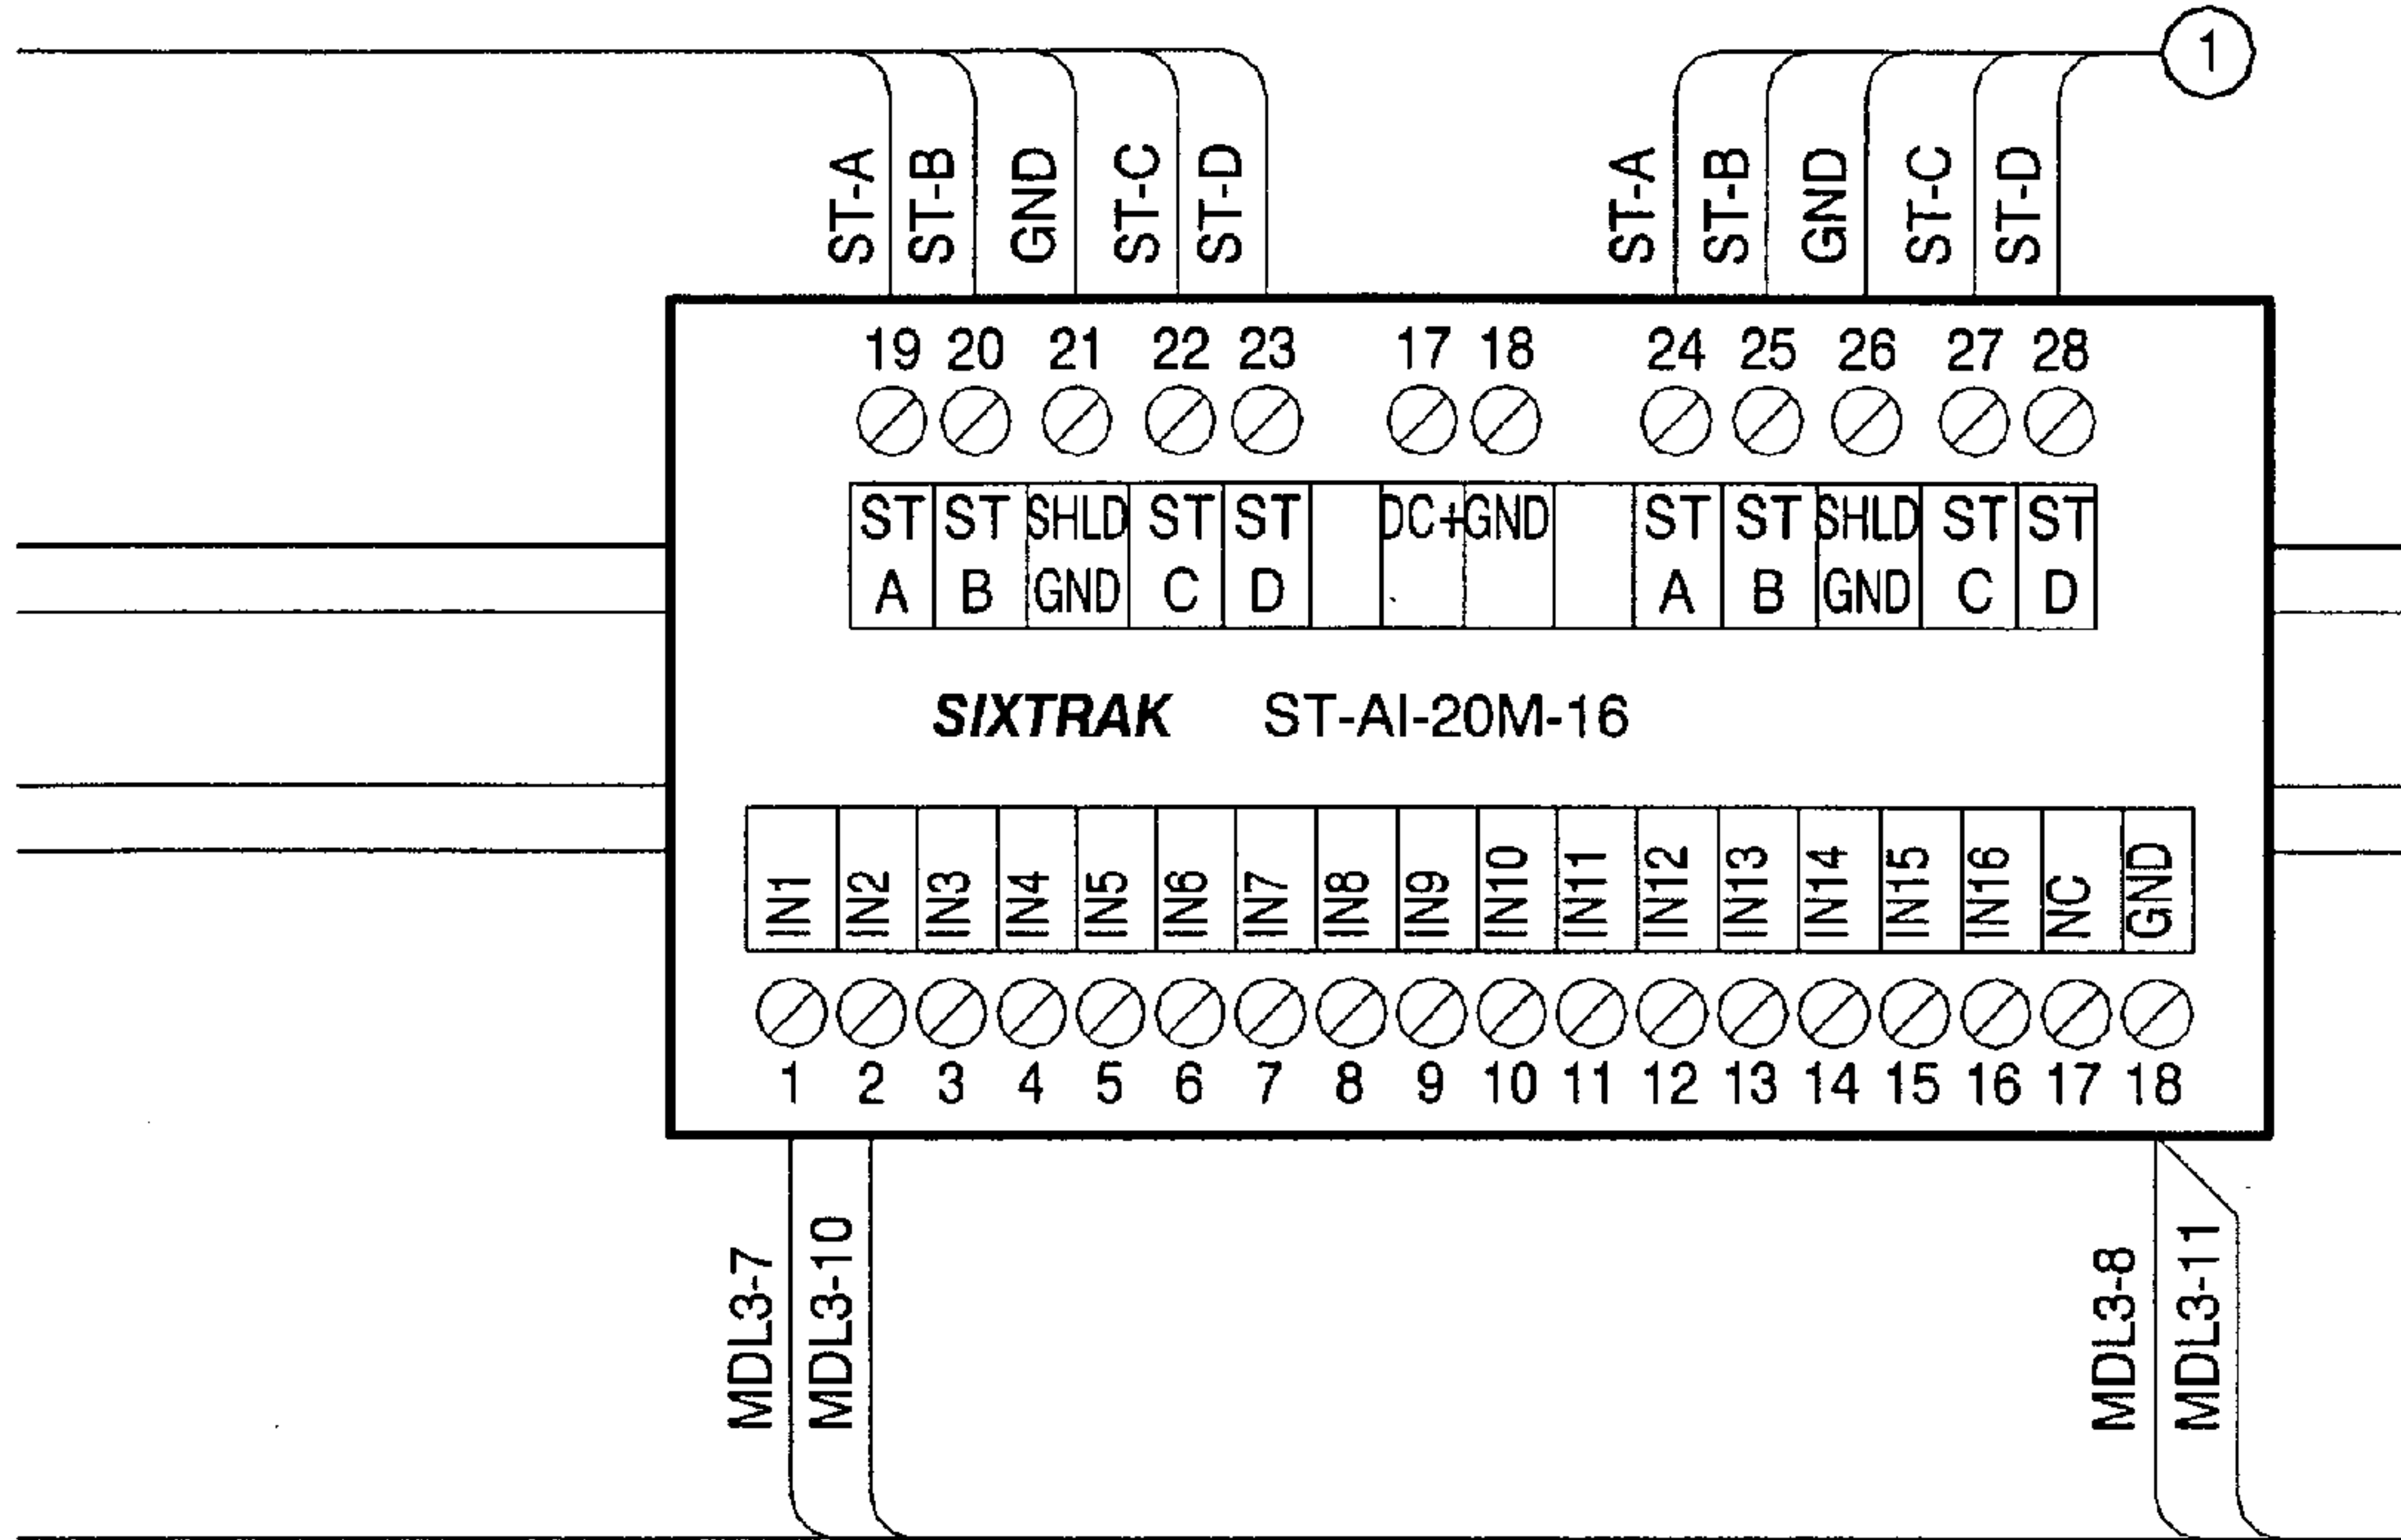 1
ST-A ST-B GND ST-C ST-D ST-A ST-B GND ST-C ST-D
19 20 21 22 23 17 18 24 25 26 27 28
ST ST SHLD ST ST DC+ GND ST ST SHLD ST ST
A B GND C D A B GND C D
SIXTRAK ST-AI-20M-16
IN1 IN2 IN3 IN4 IN5 IN6 IN7 IN8 IN9 IN10 IN11 IN12 IN13 IN14 IN15 IN16 NC GND
1 2 3 4 5 6 7 8 9 10 11 12 13 14 15 16 17 18
MDL3-7 MDL3-10 MDL3-8 MDL3-11